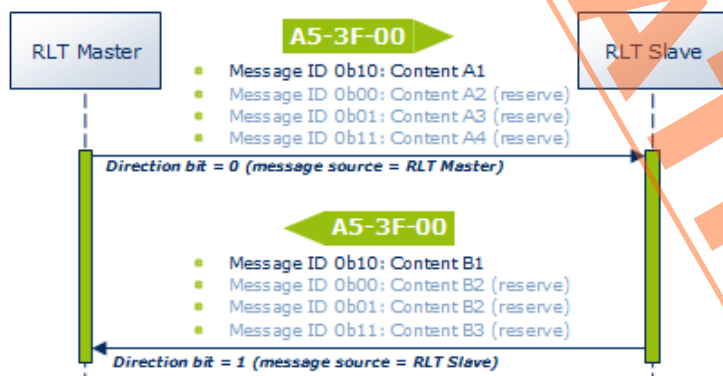 A5-3F-00
RLT Master
RLT Slave
Message ID 0b10: Content A1
Message ID 0b00: Content A2 (reserve)
Message ID 0b01: Content A3 (reserve)
Message ID 0b11: Content A4 (reserve)
Direction bit = 0 (message source = RLT Master)
A5-3F-00
Message ID 0b10: Content B1
Message ID 0b00: Content B2 (reserve)
Message ID 0b01: Content B2 (reserve)
Message ID 0b11: Content B3 (reserve)
Direction bit = 1 (message source = RLT Slave)